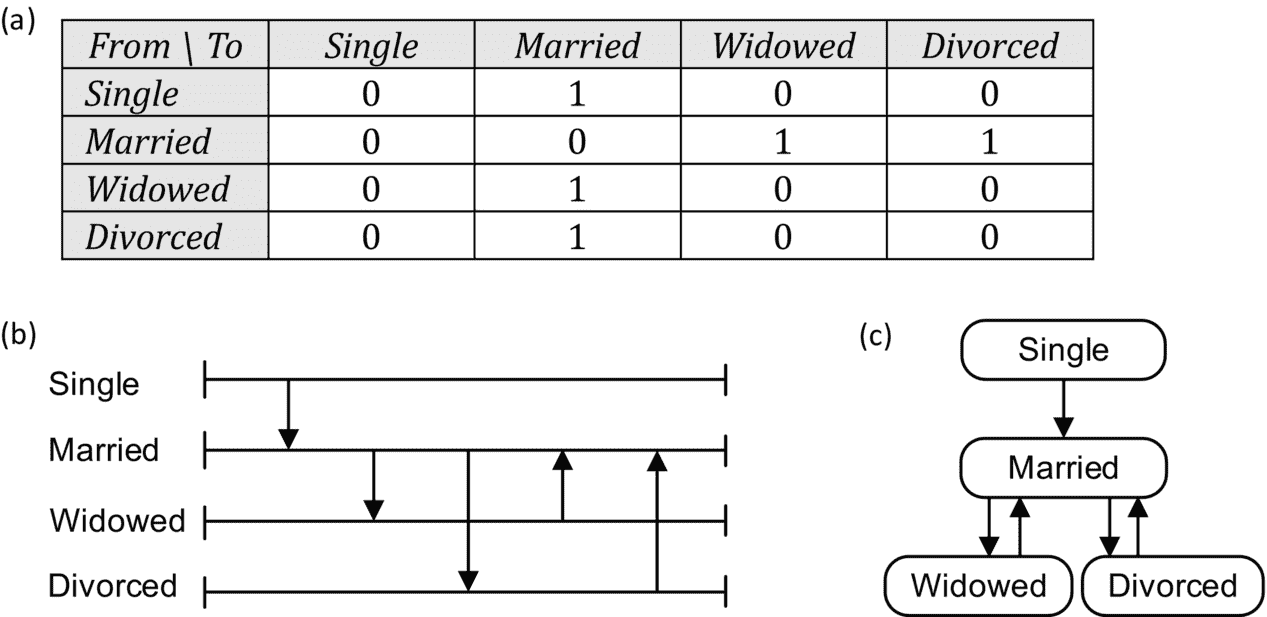 (a)
From \ To Single Married Widowed Divorced
Single 0 1 0 0
Married 0 0 1 1
Widowed 0 1 0 0
Divorced 0 1 0 0
(b)
Single
Married
Widowed
Divorced
(c)
Single
Married
Widowed Divorced